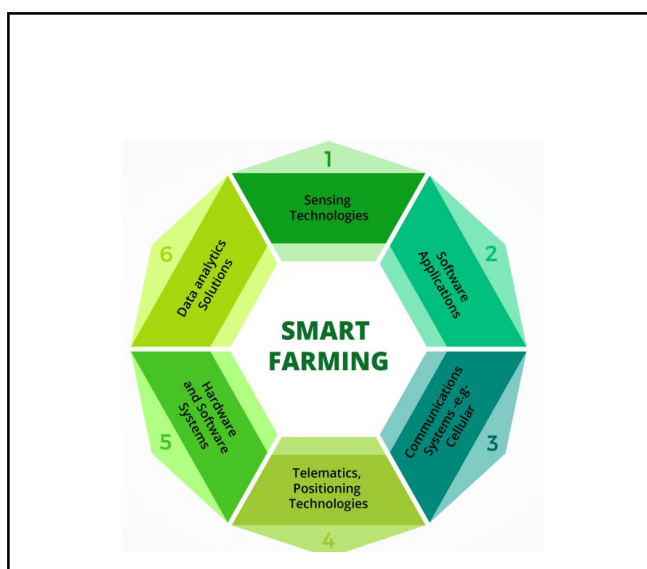 1
Sensing
Technologies
2
Software
Applications
3
Communications
Systems -e.g-
Cellular
4
Telematics,
Positioning
Technologies
5
Hardware
and Software
Systems
6
Data analytics
Solutions
SMART
FARMING